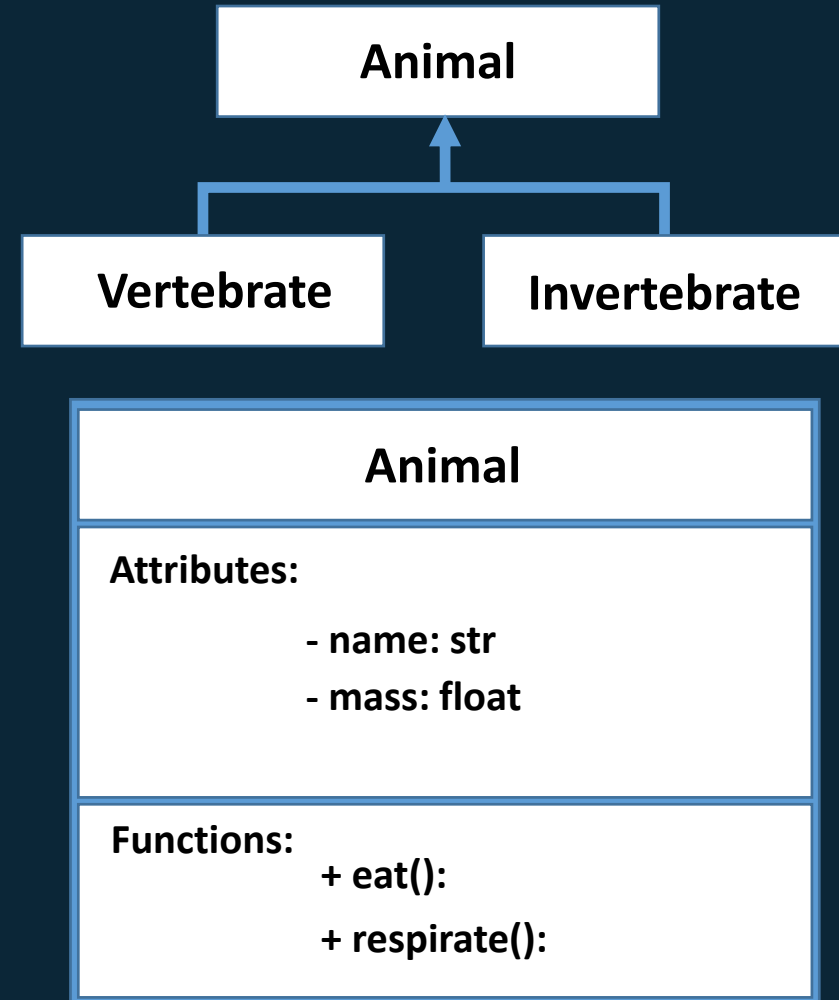 Animal
Vertebrate
Invertebrate
Animal
Attributes:
- name: str
- mass: float
Functions:
+ eat():
+ respirate():